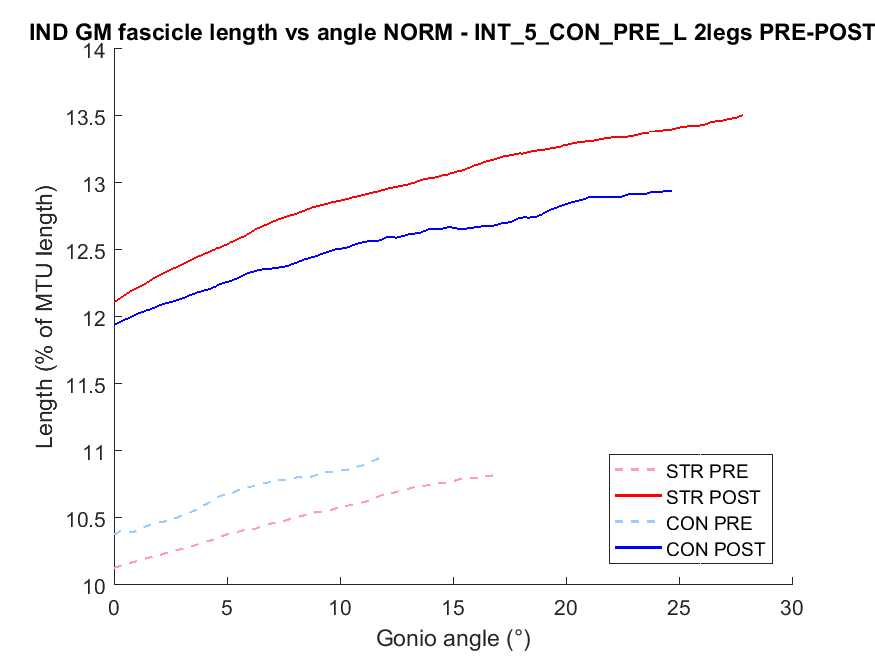 IND GM fascicle length vs angle NORM - INT_5_CON_PRE_L 2legs PRE-POST
14
13.5
13
12.5
12
11.5
11
10.5
10
Length (% of MTU length)
STR PRE
STR POST
CON PRE
CON POST
0 5 10 15 20 25 30
Gonio angle (°)